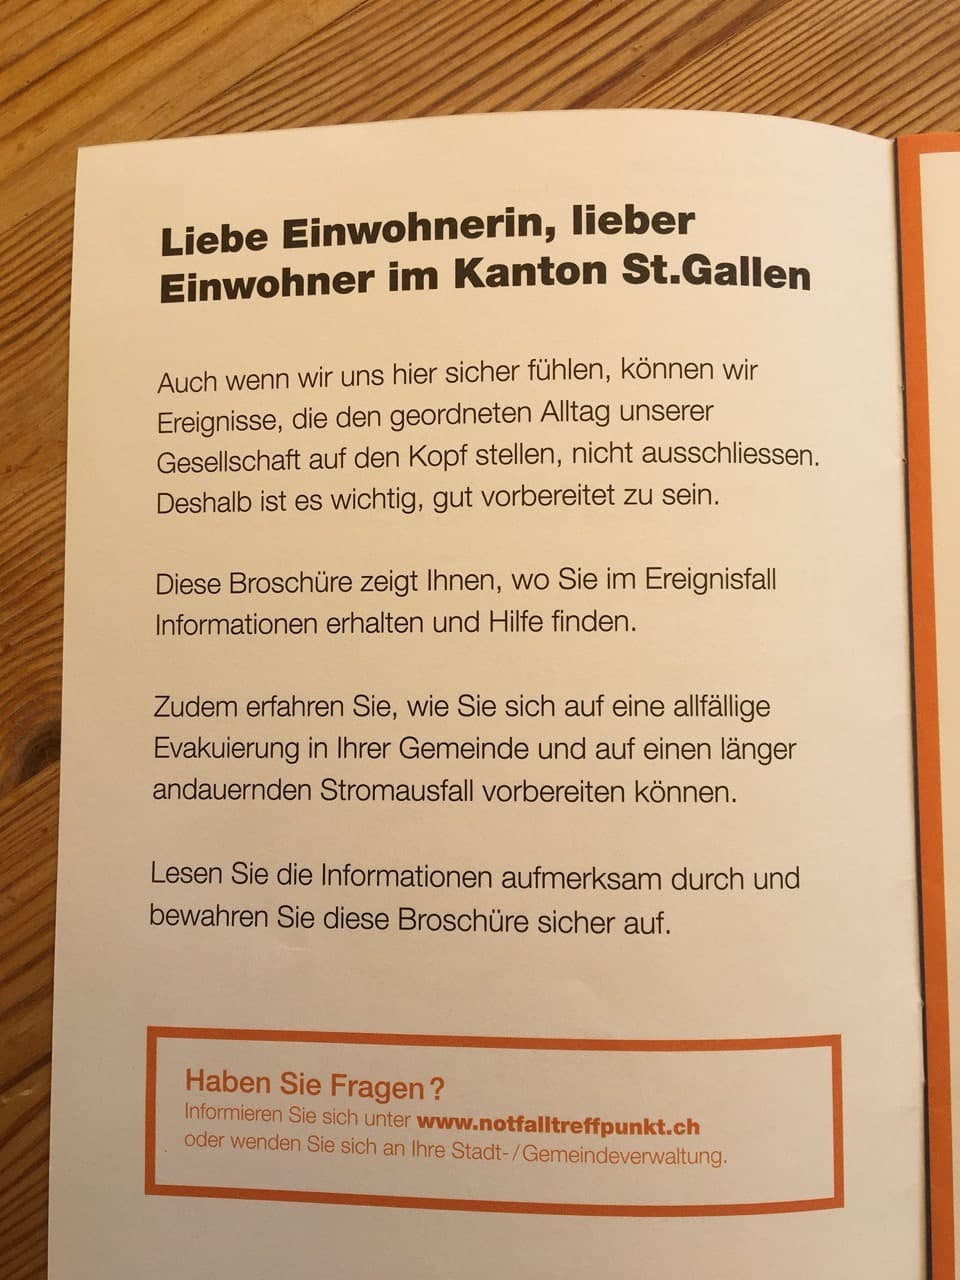 Liebe Einwohnerin, lieber
Einwohner im Kanton St.Gallen
Auch wenn wir uns hier sicher fühlen, können wir
Ereignisse, die den geordneten Alltag unserer
Gesellschaft auf den Kopf stellen, nicht ausschliessen.
Deshalb ist es wichtig, gut vorbereitet zu sein.
Diese Broschüre zeigt Ihnen, wo Sie im Ereignisfall
Informationen erhalten und Hilfe finden.
Zudem erfahren Sie, wie Sie sich auf eine allfällige
Evakuierung in Ihrer Gemeinde und auf einen länger
andauernden Stromausfall vorbereiten können.
Lesen Sie die Informationen aufmerksam durch und
bewahren Sie diese Broschüre sicher auf.
Haben Sie Fragen?
Informieren Sie sich unter www.notfalltreffpunkt.ch
oder wenden Sie sich an Ihre Stadt-/Gemeindeverwaltung.